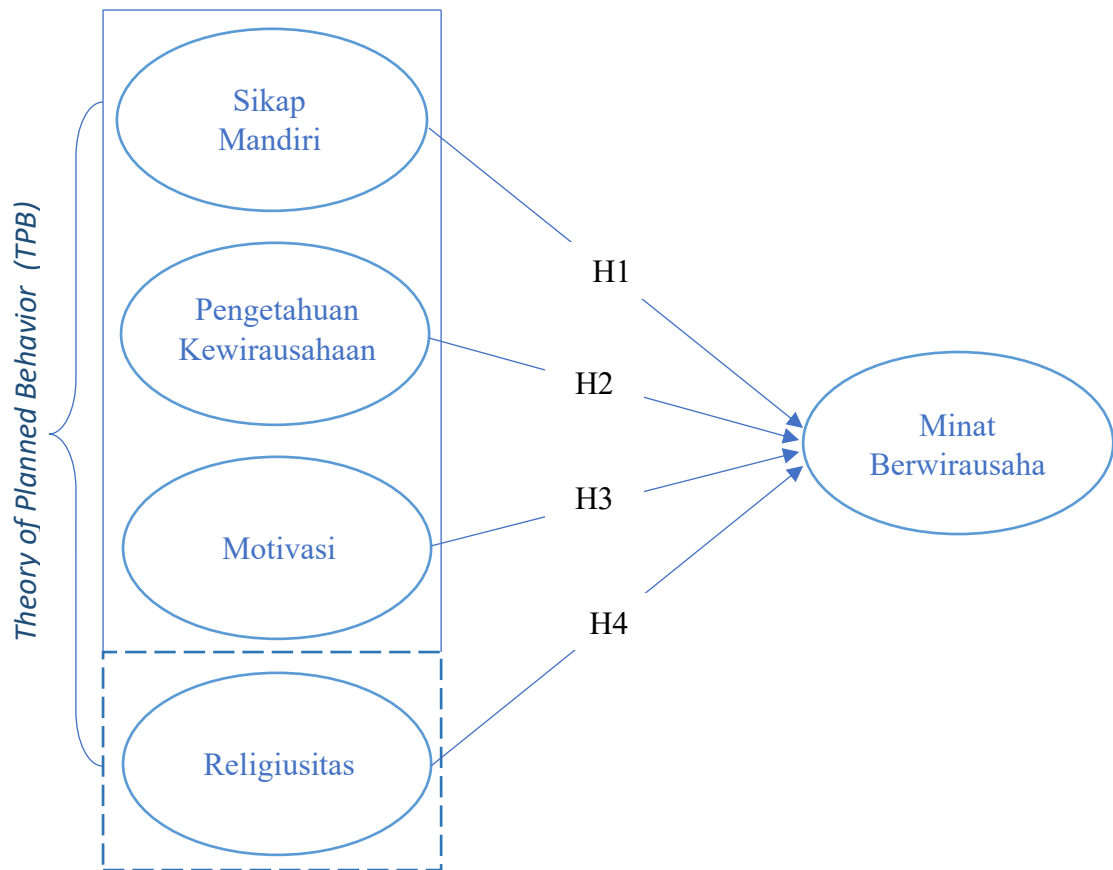 Theory of Planned Behavior (TPB)
Sikap
Mandiri
Pengetahuan
Kewirausahaan
Motivasi
Religiusitas
H1
H2
H3
H4
Minat
Berwirausaha